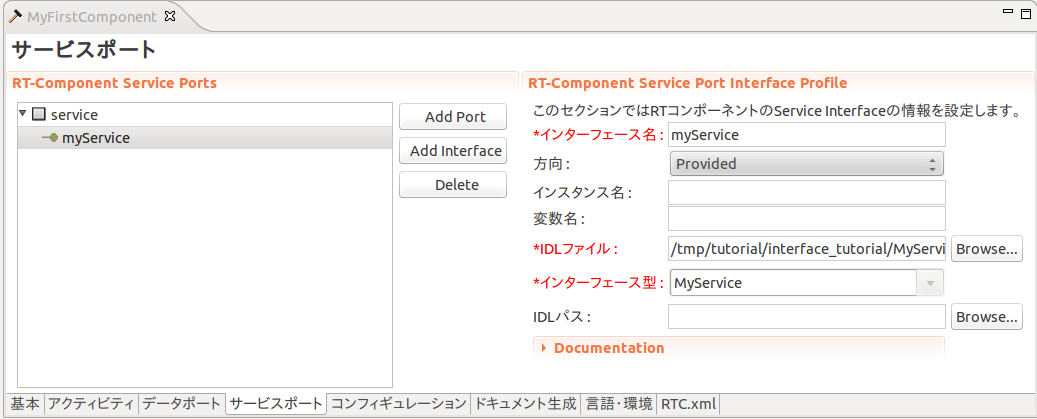 MyFirstComponent
サービスポート
RT-Component Service Ports
service
myService
Add Port
Add Interface
Delete
RT-Component Service Port Interface Profile
このセクションではRTコンポーネントのService Interfaceの情報を設定します。
*インターフェース名 : myService
方向 : Provided
インスタンス名 :
変数名 :
*IDLファイル : /tmp/tutorial/interface_tutorial/MyServi Browse...
*インターフェース型 : MyService
IDLパス : Browse...
Documentation
基本 アクティビティ データポート サービスポート コンフィギュレーション ドキュメント生成 言語・環境 RTC.xml